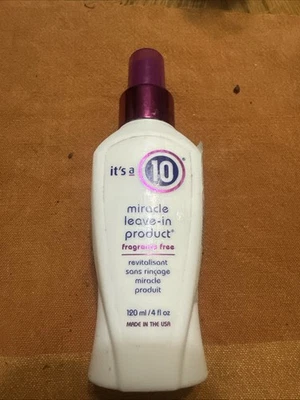 it's a 10
miracle
leave-in
product*
fragrance free
revitalisant
sans rinçage
miracle
produit
120 ml/4 fl oz
MADE IN THE USA